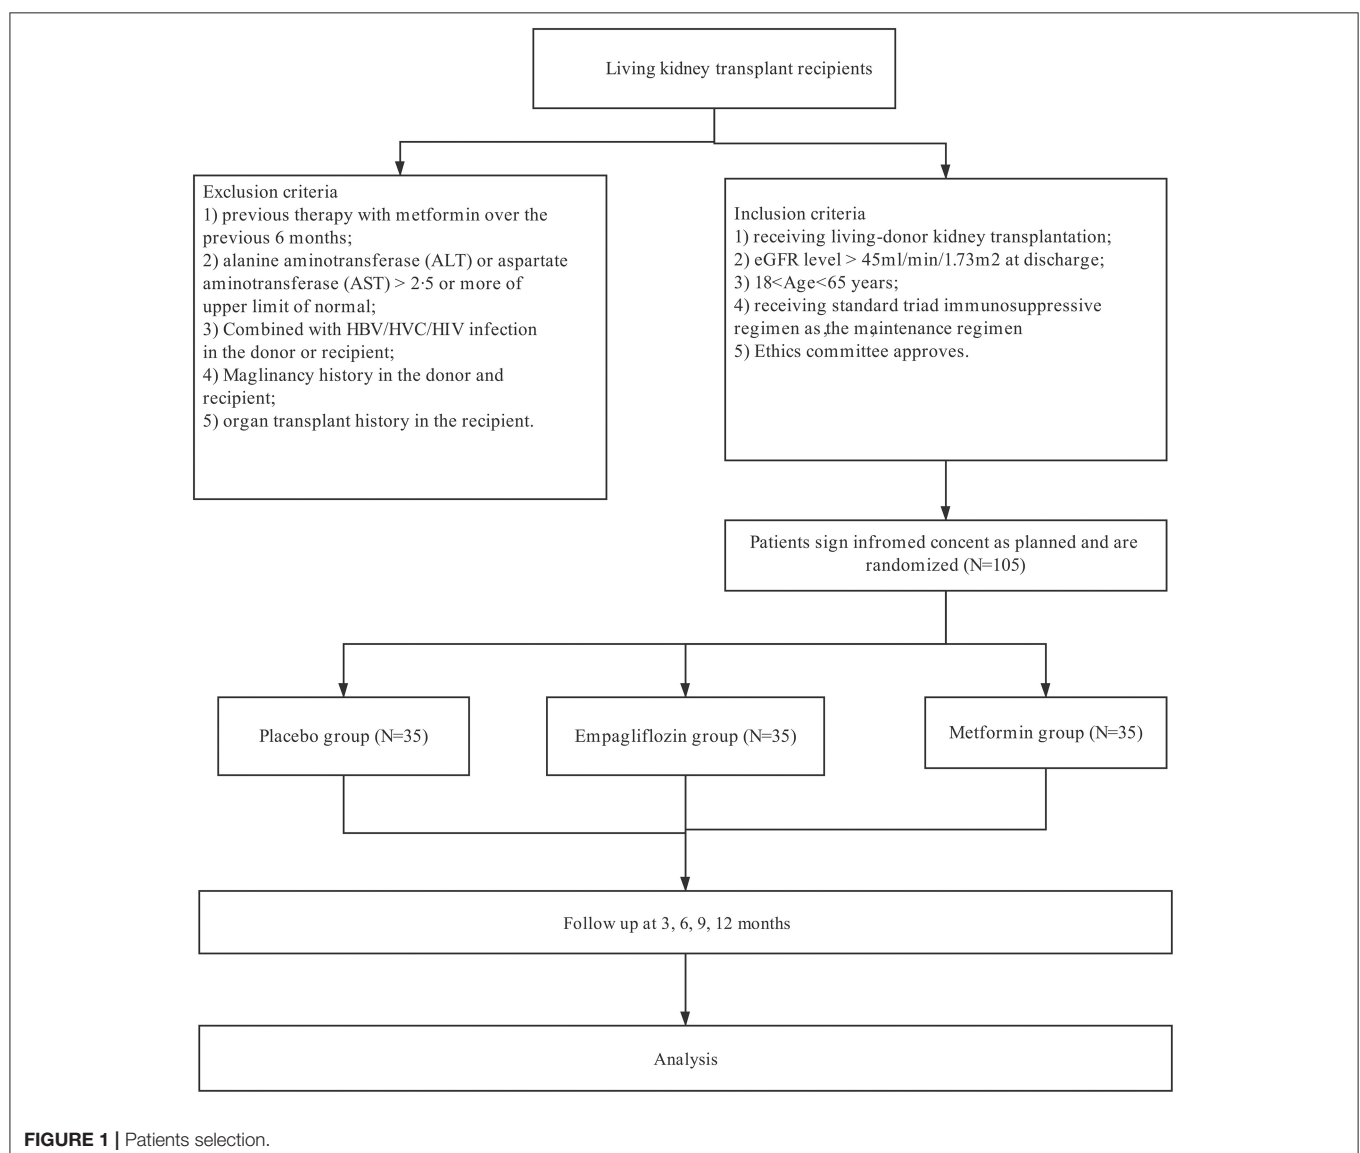 Living kidney transplant recipients
Exclusion criteria
1) previous therapy with metformin over the
previous 6 months;
2) alanine aminotransferase (ALT) or aspartate
aminotransferase (AST) > 2·5 or more of
upper limit of normal;
3) Combined with HBV/HVC/HIV infection
in the donor or recipient;
4) Maglinancy history in the donor and
recipient;
5) organ transplant history in the recipient.
Inclusion criteria
1) receiving living-donor kidney transplantation;
2) eGFR level > 45ml/min/1.73m2 at discharge;
3) 18<Age<65 years;
4) receiving standard triad immunosuppressive
regimen as,the maintenance regimen
5) Ethics committee approves.
Patients sign infromed concent as planned and are
randomized (N=105)
Placebo group (N=35)
Empagliflozin group (N=35)
Metformin group (N=35)
Follow up at 3, 6, 9, 12 months
Analysis
FIGURE 1 | Patients selection.